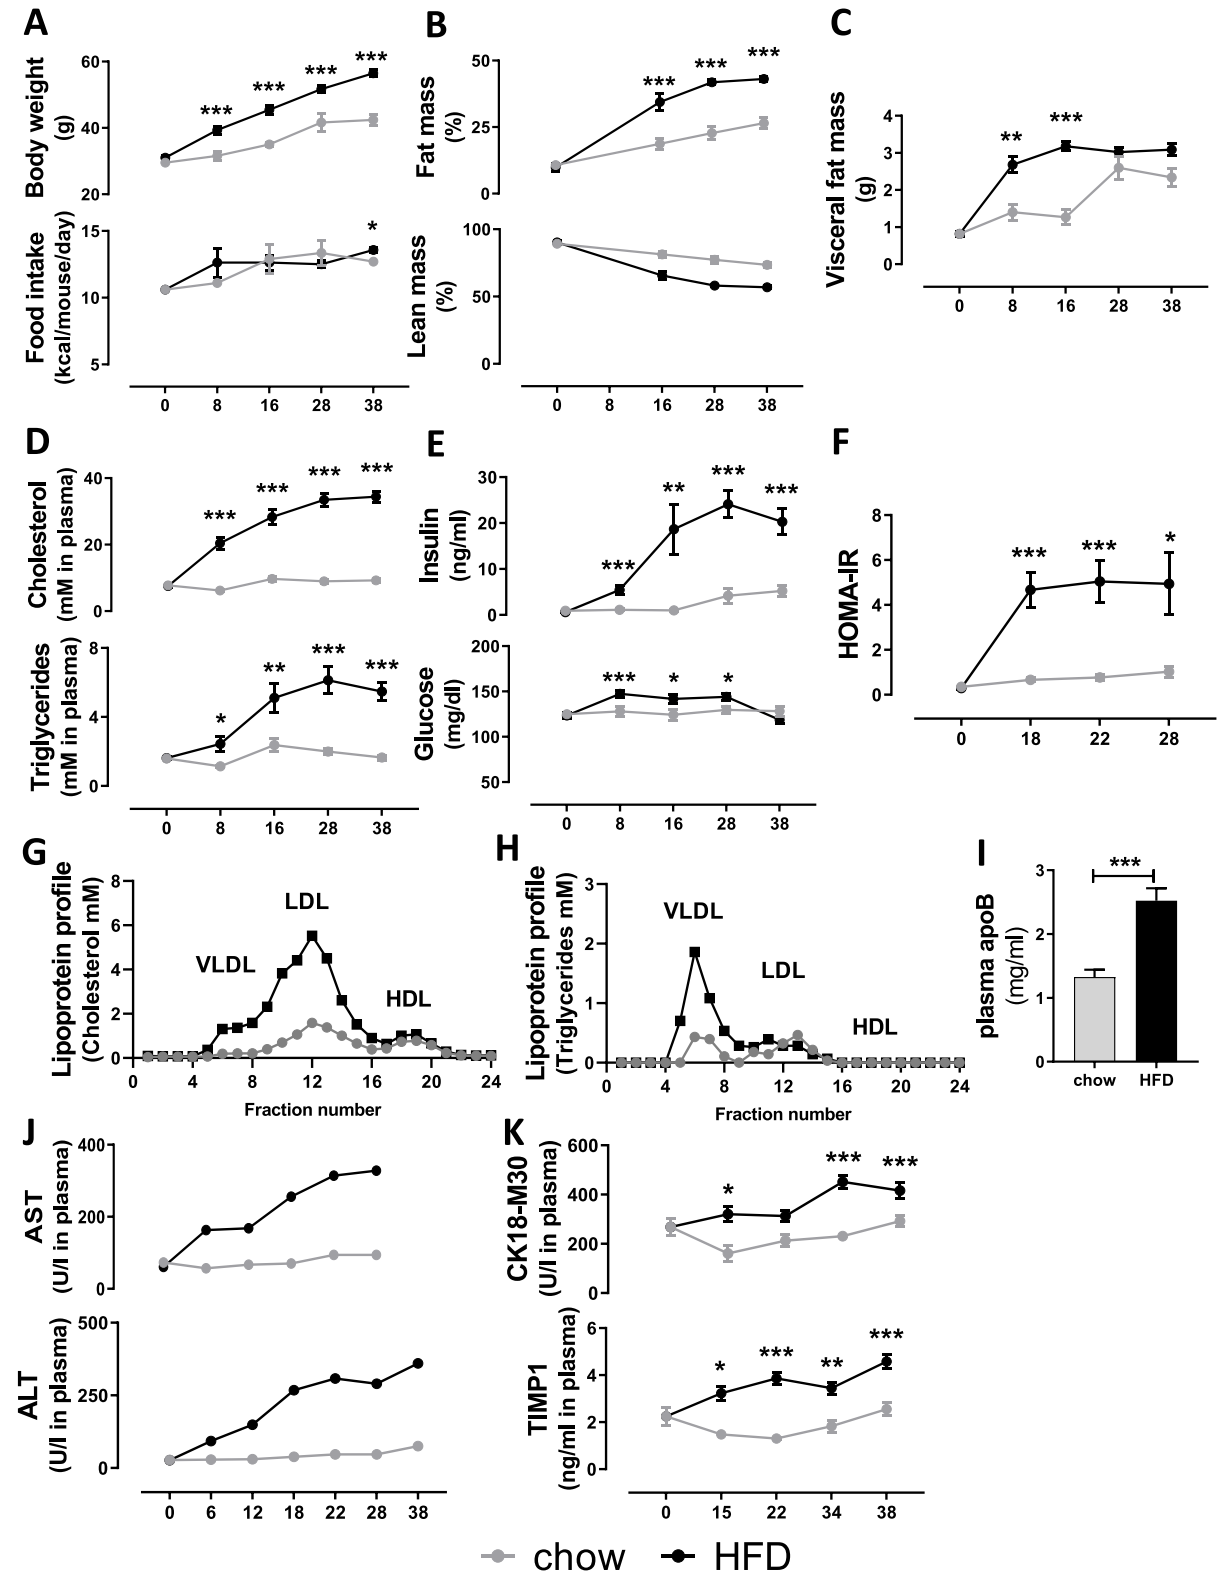 A
Body weight
(g)
60
40
20
***
***
***
***
Food intake
(kcal/mouse/day)
15
10
5
*
0 8 16 28 38
B
Fat mass
(%)
50
25
0
***
***
***
Lean mass
(%)
100
50
0
0 8 16 28 38
C
Visceral fat mass
(g)
4
3
2
1
0
**
***
0 8 16 28 38
D
Cholesterol
(mM in plasma)
40
20
0
***
***
***
***
Triglycerides
(mM in plasma)
8
4
0
*
**
***
***
0 8 16 28 38
E
Insulin
(ng/ml)
30
20
10
0
***
**
***
***
Glucose
(mg/dl)
200
150
100
50
*** * *
0 8 16 28 38
F
HOMA-IR
8
6
4
2
0
*** *** *
0 18 22 28
G
Lipoprotein profile
(Cholesterol mM)
8
6
4
2
0
VLDL
LDL
HDL
0 4 8 12 16 20 24
Fraction number
H
Lipoprotein profile
(Triglycerides mM)
3
2
1
0
VLDL
LDL
HDL
0 4 8 12 16 20 24
Fraction number
I
plasma apoB
(mg/ml)
3
2
1
0
***
chow HFD
J
AST
(U/l in plasma)
400
200
0
ALT
(U/l in plasma)
500
250
0
0 6 12 18 22 28 38
K
CK18-M30
(U/l in plasma)
600
400
200
0
*
***
***
TIMP1
(ng/ml in plasma)
6
4
2
0
*
***
**
***
0 15 22 34 38
chow HFD